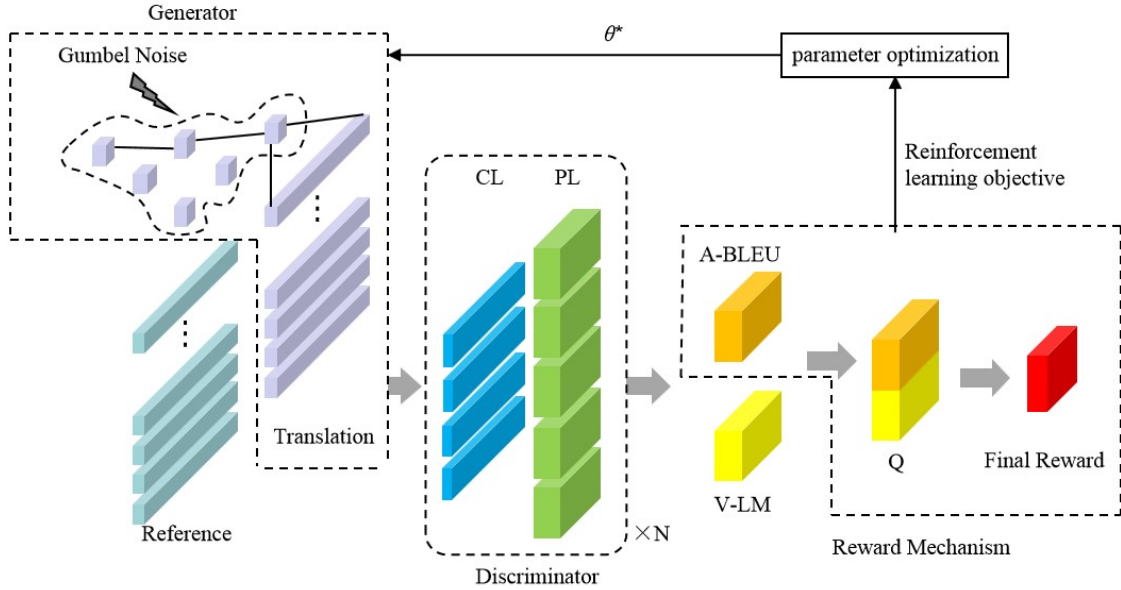 Generator
Gumbel Noise
θ*
parameter optimization
Reinforcement
learning objective
CL
PL
A-BLEU
Translation
Reference
V-LM
Q
Final Reward
×N
Discriminator
Reward Mechanism